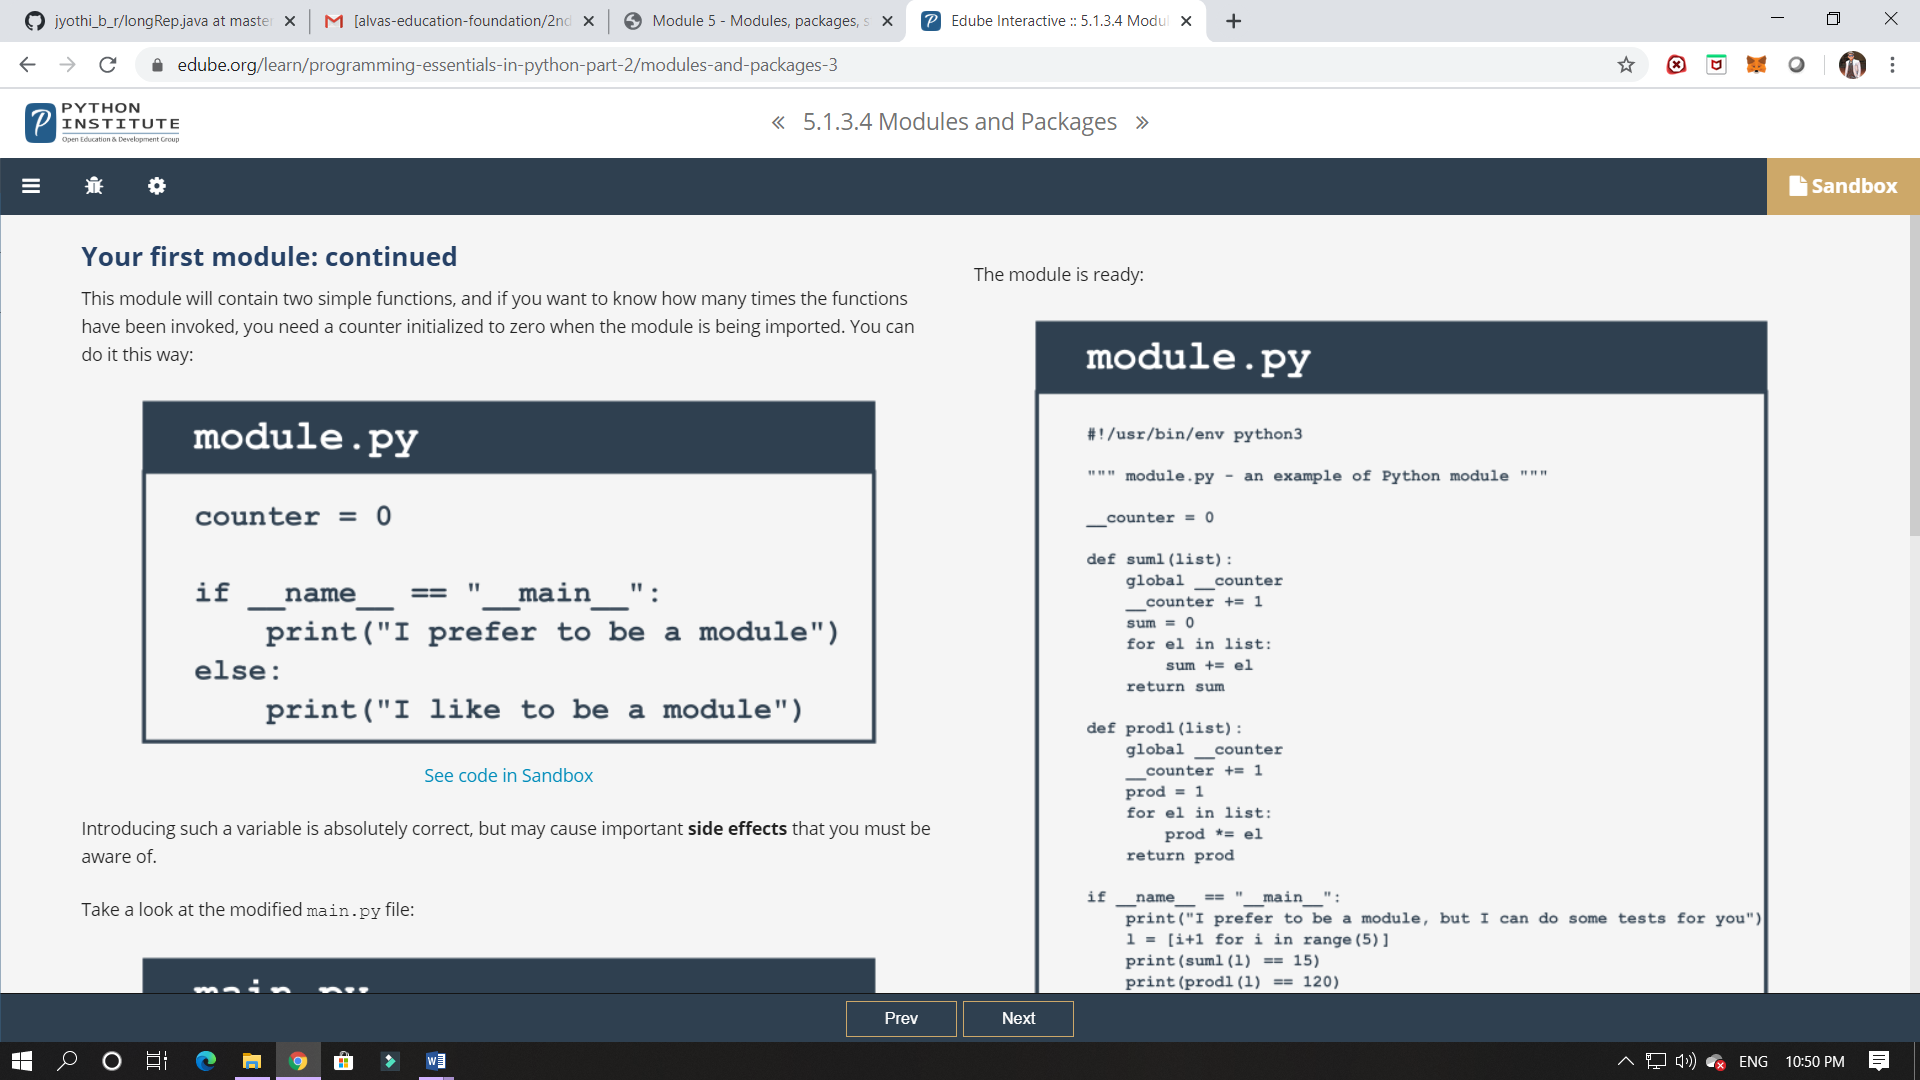 jyothi_b_r/longRep.java at master
[alvas-education-foundation/2nd
Module 5 - Modules, packages, s
Edube Interactive :: 5.1.3.4 Modul
edube.org/learn/programming-essentials-in-python-part-2/modules-and-packages-3
PYTHON
INSTITUTE
Open Education & Development Group
« 5.1.3.4 Modules and Packages »
Sandbox
Your first module: continued
This module will contain two simple functions, and if you want to know how many times the functions
have been invoked, you need a counter initialized to zero when the module is being imported. You can
do it this way:
module.py
counter = 0
if __name__ == "__main__":
    print("I prefer to be a module")
else:
    print("I like to be a module")
See code in Sandbox
Introducing such a variable is absolutely correct, but may cause important side effects that you must be
aware of.
Take a look at the modified main.py file:
main.py
The module is ready:
module.py
#!/usr/bin/env python3
""" module.py - an example of Python module """
__counter = 0
def suml(list):
    global __counter
    __counter += 1
    sum = 0
    for el in list:
        sum += el
    return sum
def prodl(list):
    global __counter
    __counter += 1
    prod = 1
    for el in list:
        prod *= el
    return prod
if __name__ == "__main__":
    print("I prefer to be a module, but I can do some tests for you")
    l = [i+1 for i in range(5)]
    print(suml(l) == 15)
    print(prodl(l) == 120)
Prev
Next
ENG
10:50 PM